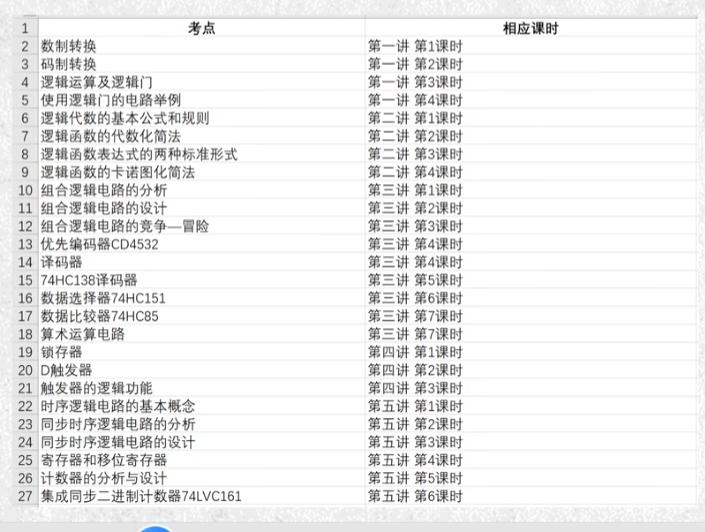 1 考点 相应课时
2 数制转换 第一讲 第1课时
3 码制转换 第一讲 第2课时
4 逻辑运算及逻辑门 第一讲 第3课时
5 使用逻辑门的电路举例 第一讲 第4课时
6 逻辑代数的基本公式和规则 第二讲 第1课时
7 逻辑函数的代数化简法 第二讲 第2课时
8 逻辑函数表达式的两种标准形式 第二讲 第3课时
9 逻辑函数的卡诺图化简法 第二讲 第4课时
10 组合逻辑电路的分析 第三讲 第1课时
11 组合逻辑电路的设计 第三讲 第2课时
12 组合逻辑电路的竞争—冒险 第三讲 第3课时
13 优先编码器CD4532 第三讲 第4课时
14 译码器 第三讲 第4课时
15 74HC138译码器 第三讲 第5课时
16 数据选择器74HC151 第三讲 第6课时
17 数据比较器74HC85 第三讲 第7课时
18 算术运算电路 第三讲 第7课时
19 锁存器 第四讲 第1课时
20 D触发器 第四讲 第2课时
21 触发器的逻辑功能 第四讲 第3课时
22 时序逻辑电路的基本概念 第五讲 第1课时
23 同步时序逻辑电路的分析 第五讲 第2课时
24 同步时序逻辑电路的设计 第五讲 第3课时
25 寄存器和移位寄存器 第五讲 第4课时
26 计数器的分析与设计 第五讲 第5课时
27 集成同步二进制计数器74LVC161 第五讲 第6课时